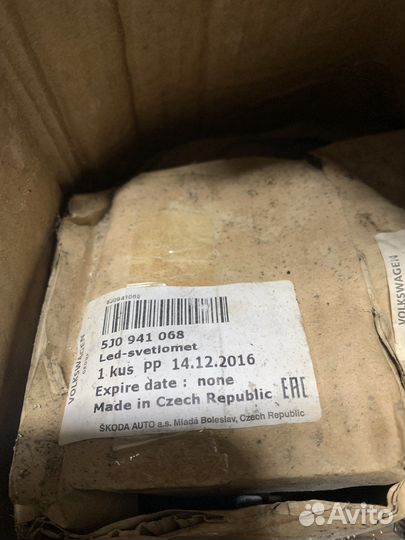 5J0941068
5J0 941 068
Led-svetlomet
1 kus PP 14.12.2016
Expire date : none
Made in Czech Republic EAC
ŠKODA AUTO a.s. Mladá Boleslav, Czech Republic
VOLKSWAGEN
VOLKSWAGEN
Avito